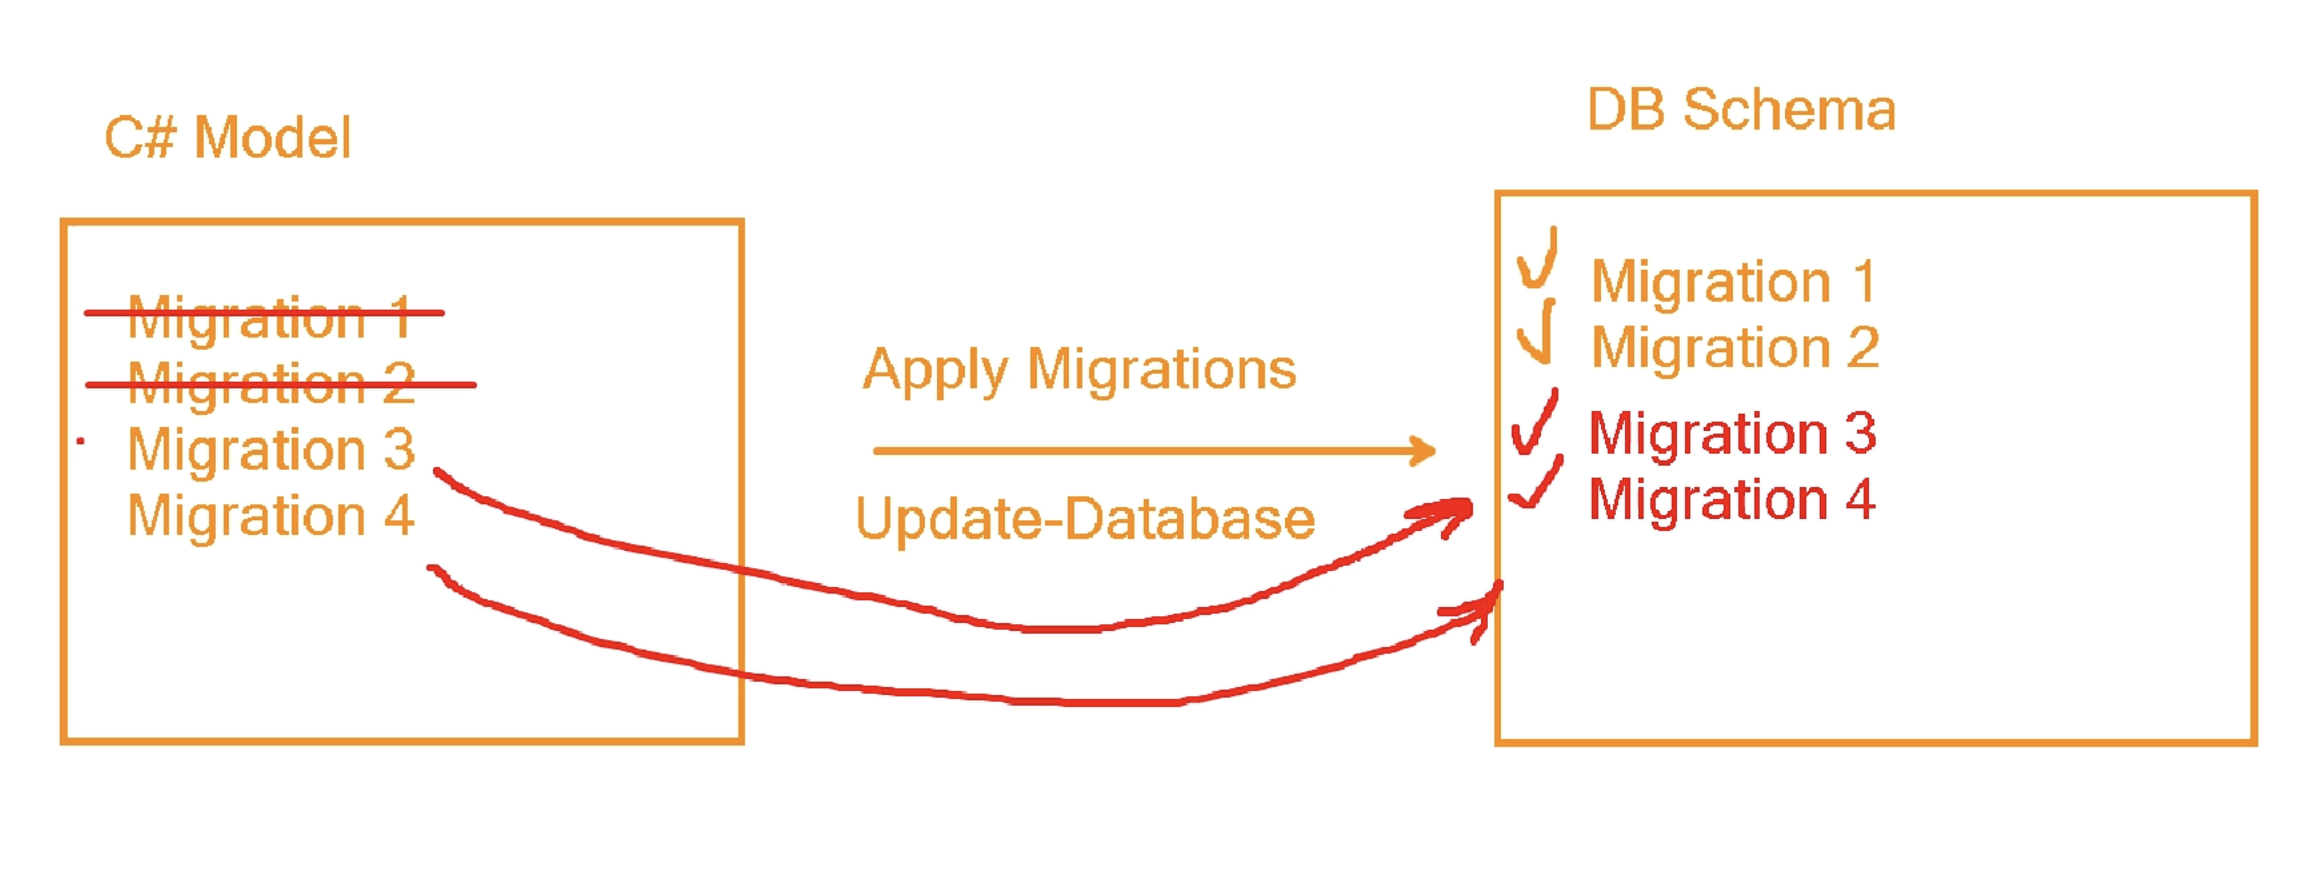 C# Model
Migration 1
Migration 2
Migration 3
Migration 4
Apply Migrations
Update-Database
DB Schema
Migration 1
Migration 2
Migration 3
Migration 4